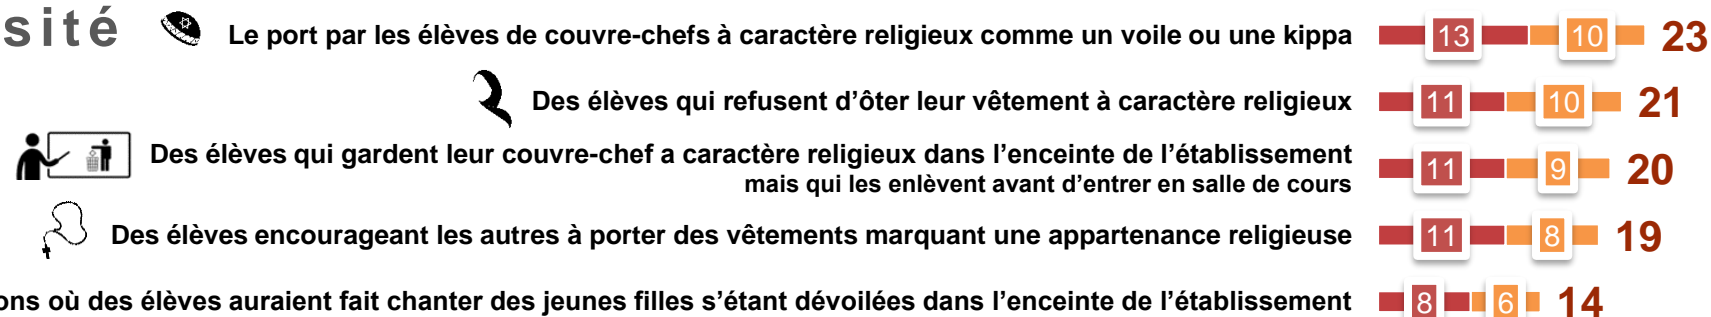 sité
Le port par les élèves de couvre-chefs à caractère religieux comme un voile ou une kippa 13 10 23
Des élèves qui refusent d’ôter leur vêtement à caractère religieux 11 10 21
Des élèves qui gardent leur couvre-chef a caractère religieux dans l’enceinte de l’établissement
mais qui les enlèvent avant d’entrer en salle de cours 11 9 20
Des élèves encourageant les autres à porter des vêtements marquant une appartenance religieuse 11 8 19
ons où des élèves auraient fait chanter des jeunes filles s’étant dévoilées dans l’enceinte de l’établissement 8 6 14